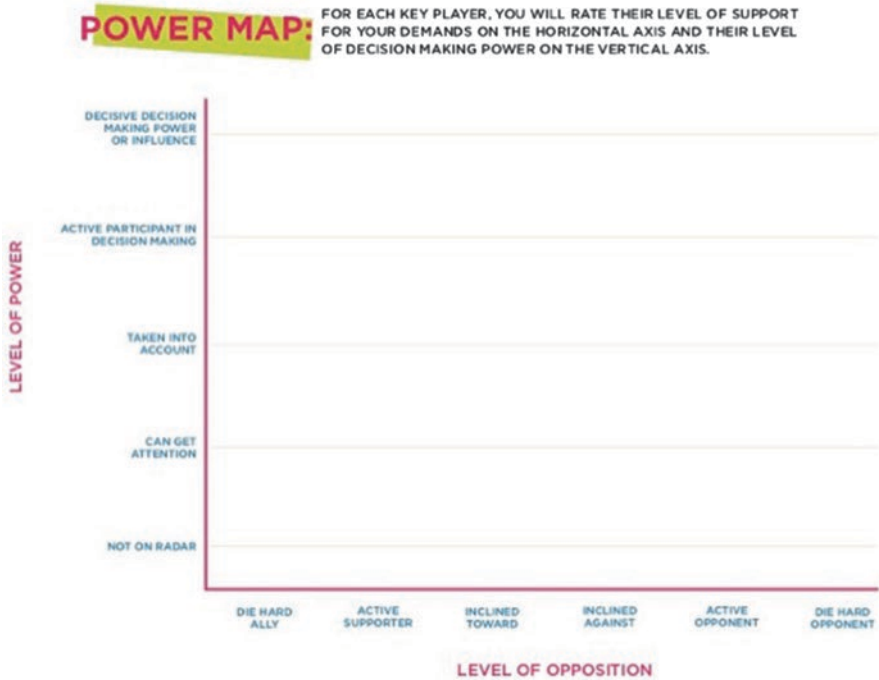 POWER MAP:
FOR EACH KEY PLAYER, YOU WILL RATE THEIR LEVEL OF SUPPORT
FOR YOUR DEMANDS ON THE HORIZONTAL AXIS AND THEIR LEVEL
OF DECISION MAKING POWER ON THE VERTICAL AXIS.
LEVEL OF POWER
DECISIVE DECISION
MAKING POWER
OR INFLUENCE
ACTIVE PARTICIPANT IN
DECISION MAKING
TAKEN INTO
ACCOUNT
CAN GET
ATTENTION
NOT ON RADAR
DIE HARD
ALLY
ACTIVE
SUPPORTER
INCLINED
TOWARD
INCLINED
AGAINST
ACTIVE
OPPONENT
DIE HARD
OPPONENT
LEVEL OF OPPOSITION